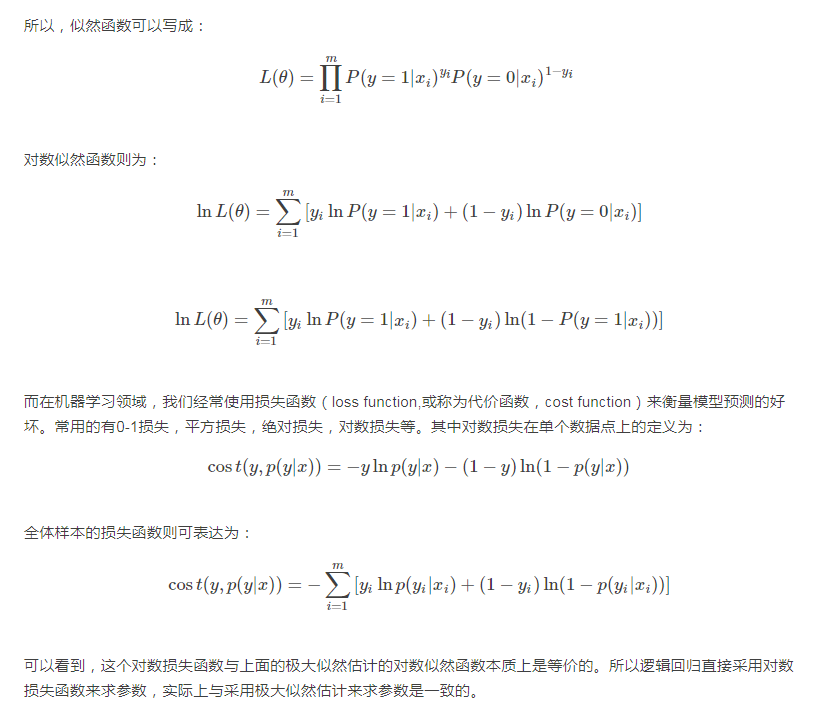 所以，似然函数可以写成：
L(θ) = ∏_{i=1}^{m} P(y = 1|x_i)^{y_i} P(y = 0|x_i)^{1−y_i}
对数似然函数则为：
ln L(θ) = ∑_{i=1}^{m} [y_i ln P(y = 1|x_i) + (1 − y_i) ln P(y = 0|x_i)]
ln L(θ) = ∑_{i=1}^{m} [y_i ln P(y = 1|x_i) + (1 − y_i) ln(1 − P(y = 1|x_i))]
而在机器学习领域，我们经常使用损失函数（loss function,或称为代价函数，cost function）来衡量模型预测的好
坏。常用的有0-1损失，平方损失，绝对损失，对数损失等。其中对数损失在单个数据点上的定义为：
cos t(y, p(y|x)) = −y ln p(y|x) − (1 − y) ln(1 − p(y|x))
全体样本的损失函数则可表达为：
cos t(y, p(y|x)) = − ∑_{i=1}^{m} [y_i ln p(y_i|x_i) + (1 − y_i) ln(1 − p(y_i|x_i))]
可以看到，这个对数损失函数与上面的极大似然估计的对数似然函数本质上是等价的。所以逻辑回归直接采用对数
损失函数来求参数，实际上与采用极大似然估计来求参数是一致的。